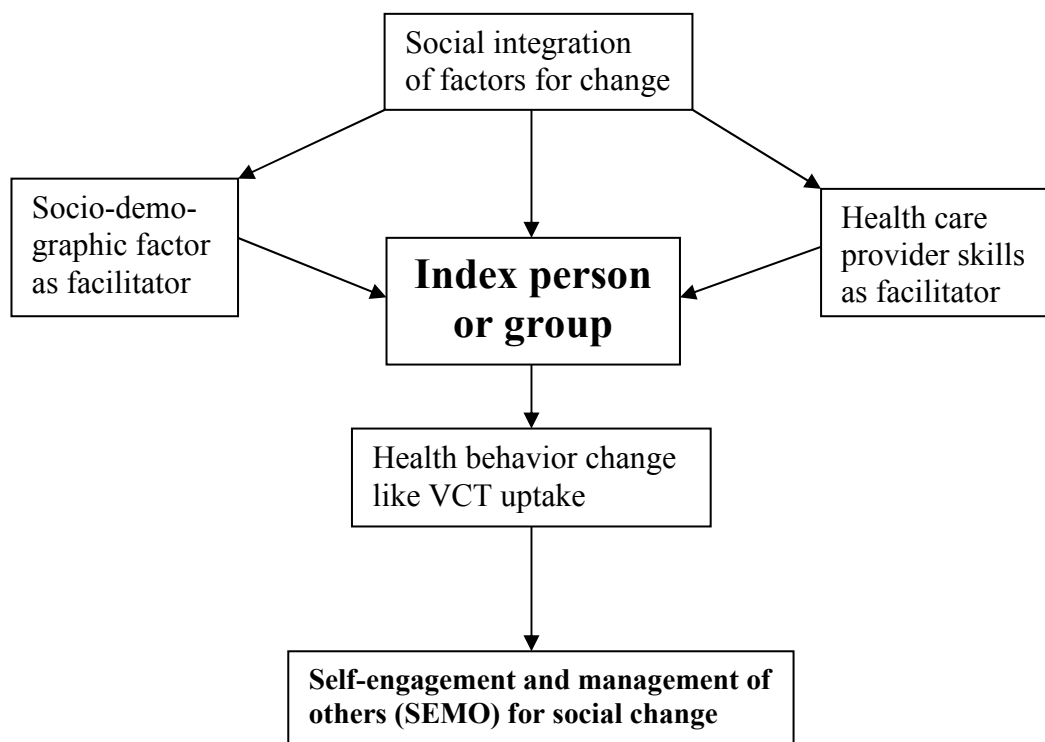 Social integration
of factors for change
Socio-demo-
graphic factor
as facilitator
Health care
provider skills
as facilitator
Index person
or group
Health behavior change
like VCT uptake
Self-engagement and management of
others (SEMO) for social change